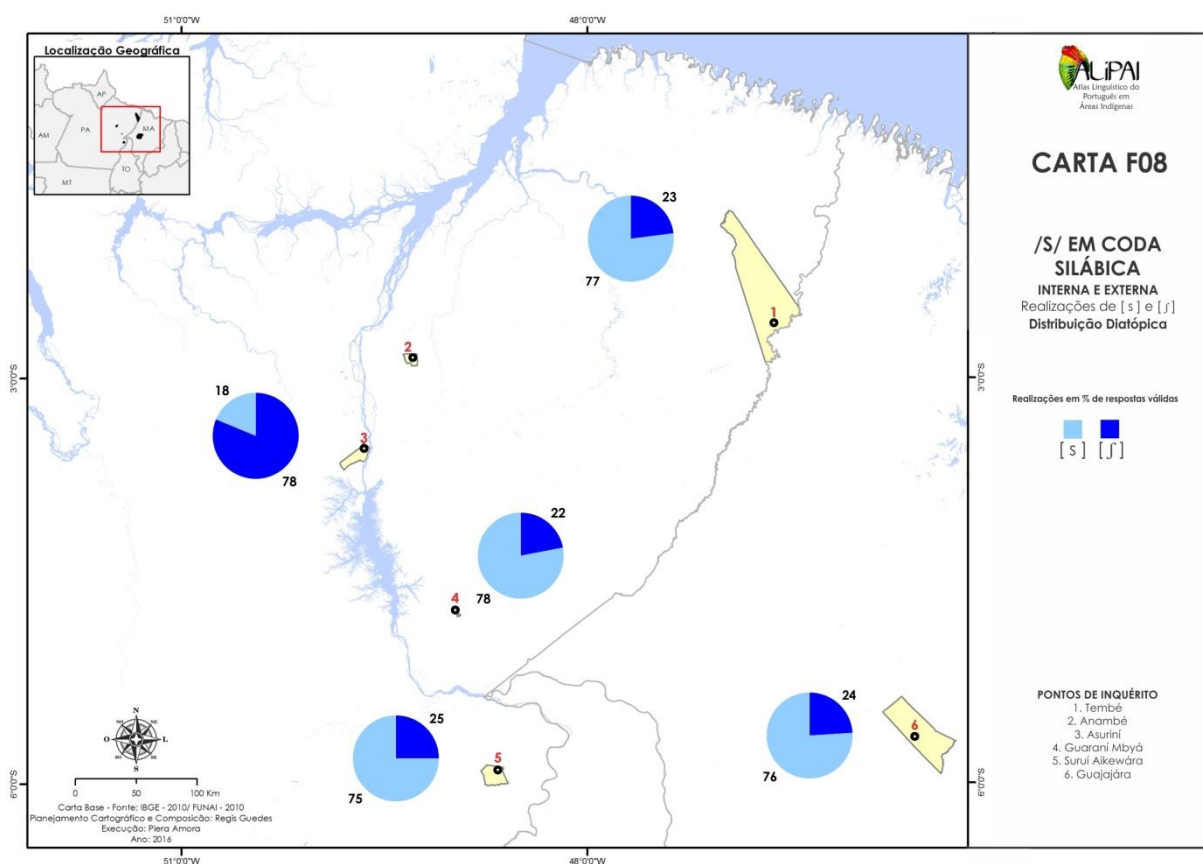 51°0'0"W
48°0'0"W
Localização Geográfica
AP
AM
PA
MA
TO
MT
23
77
1
2
3°0'0"S
3°0'0"S
18
78
3
22
78
4
25
75
5
24
76
6
6°0'0"S
6°0'0"S
N
NO
NE
O
L
SO
SE
S
0 50 100 Km
Carta Base - Fonte: IBGE - 2010/ FUNAI - 2010
Planejamento Cartográfico e Composicão: Regis Guedes
Execução: Piera Amora
Ano: 2016
51°0'0"W
48°0'0"W
ALiPAI
Atlas Linguístico do
Português em
Áreas Indígenas
CARTA F08
/S/ EM CODA
SILÁBICA
INTERNA E EXTERNA
Realizações de [ s ] e [ʃ]
Distribuição Diatópica
Realizações em % de respostas válidas
[ s ] [ʃ]
PONTOS DE INQUÉRITO
1. Tembé
2. Anambé
3. Asuriní
4. Guaraní Mbyá
5. Suruí Aikewára
6. Guajajára